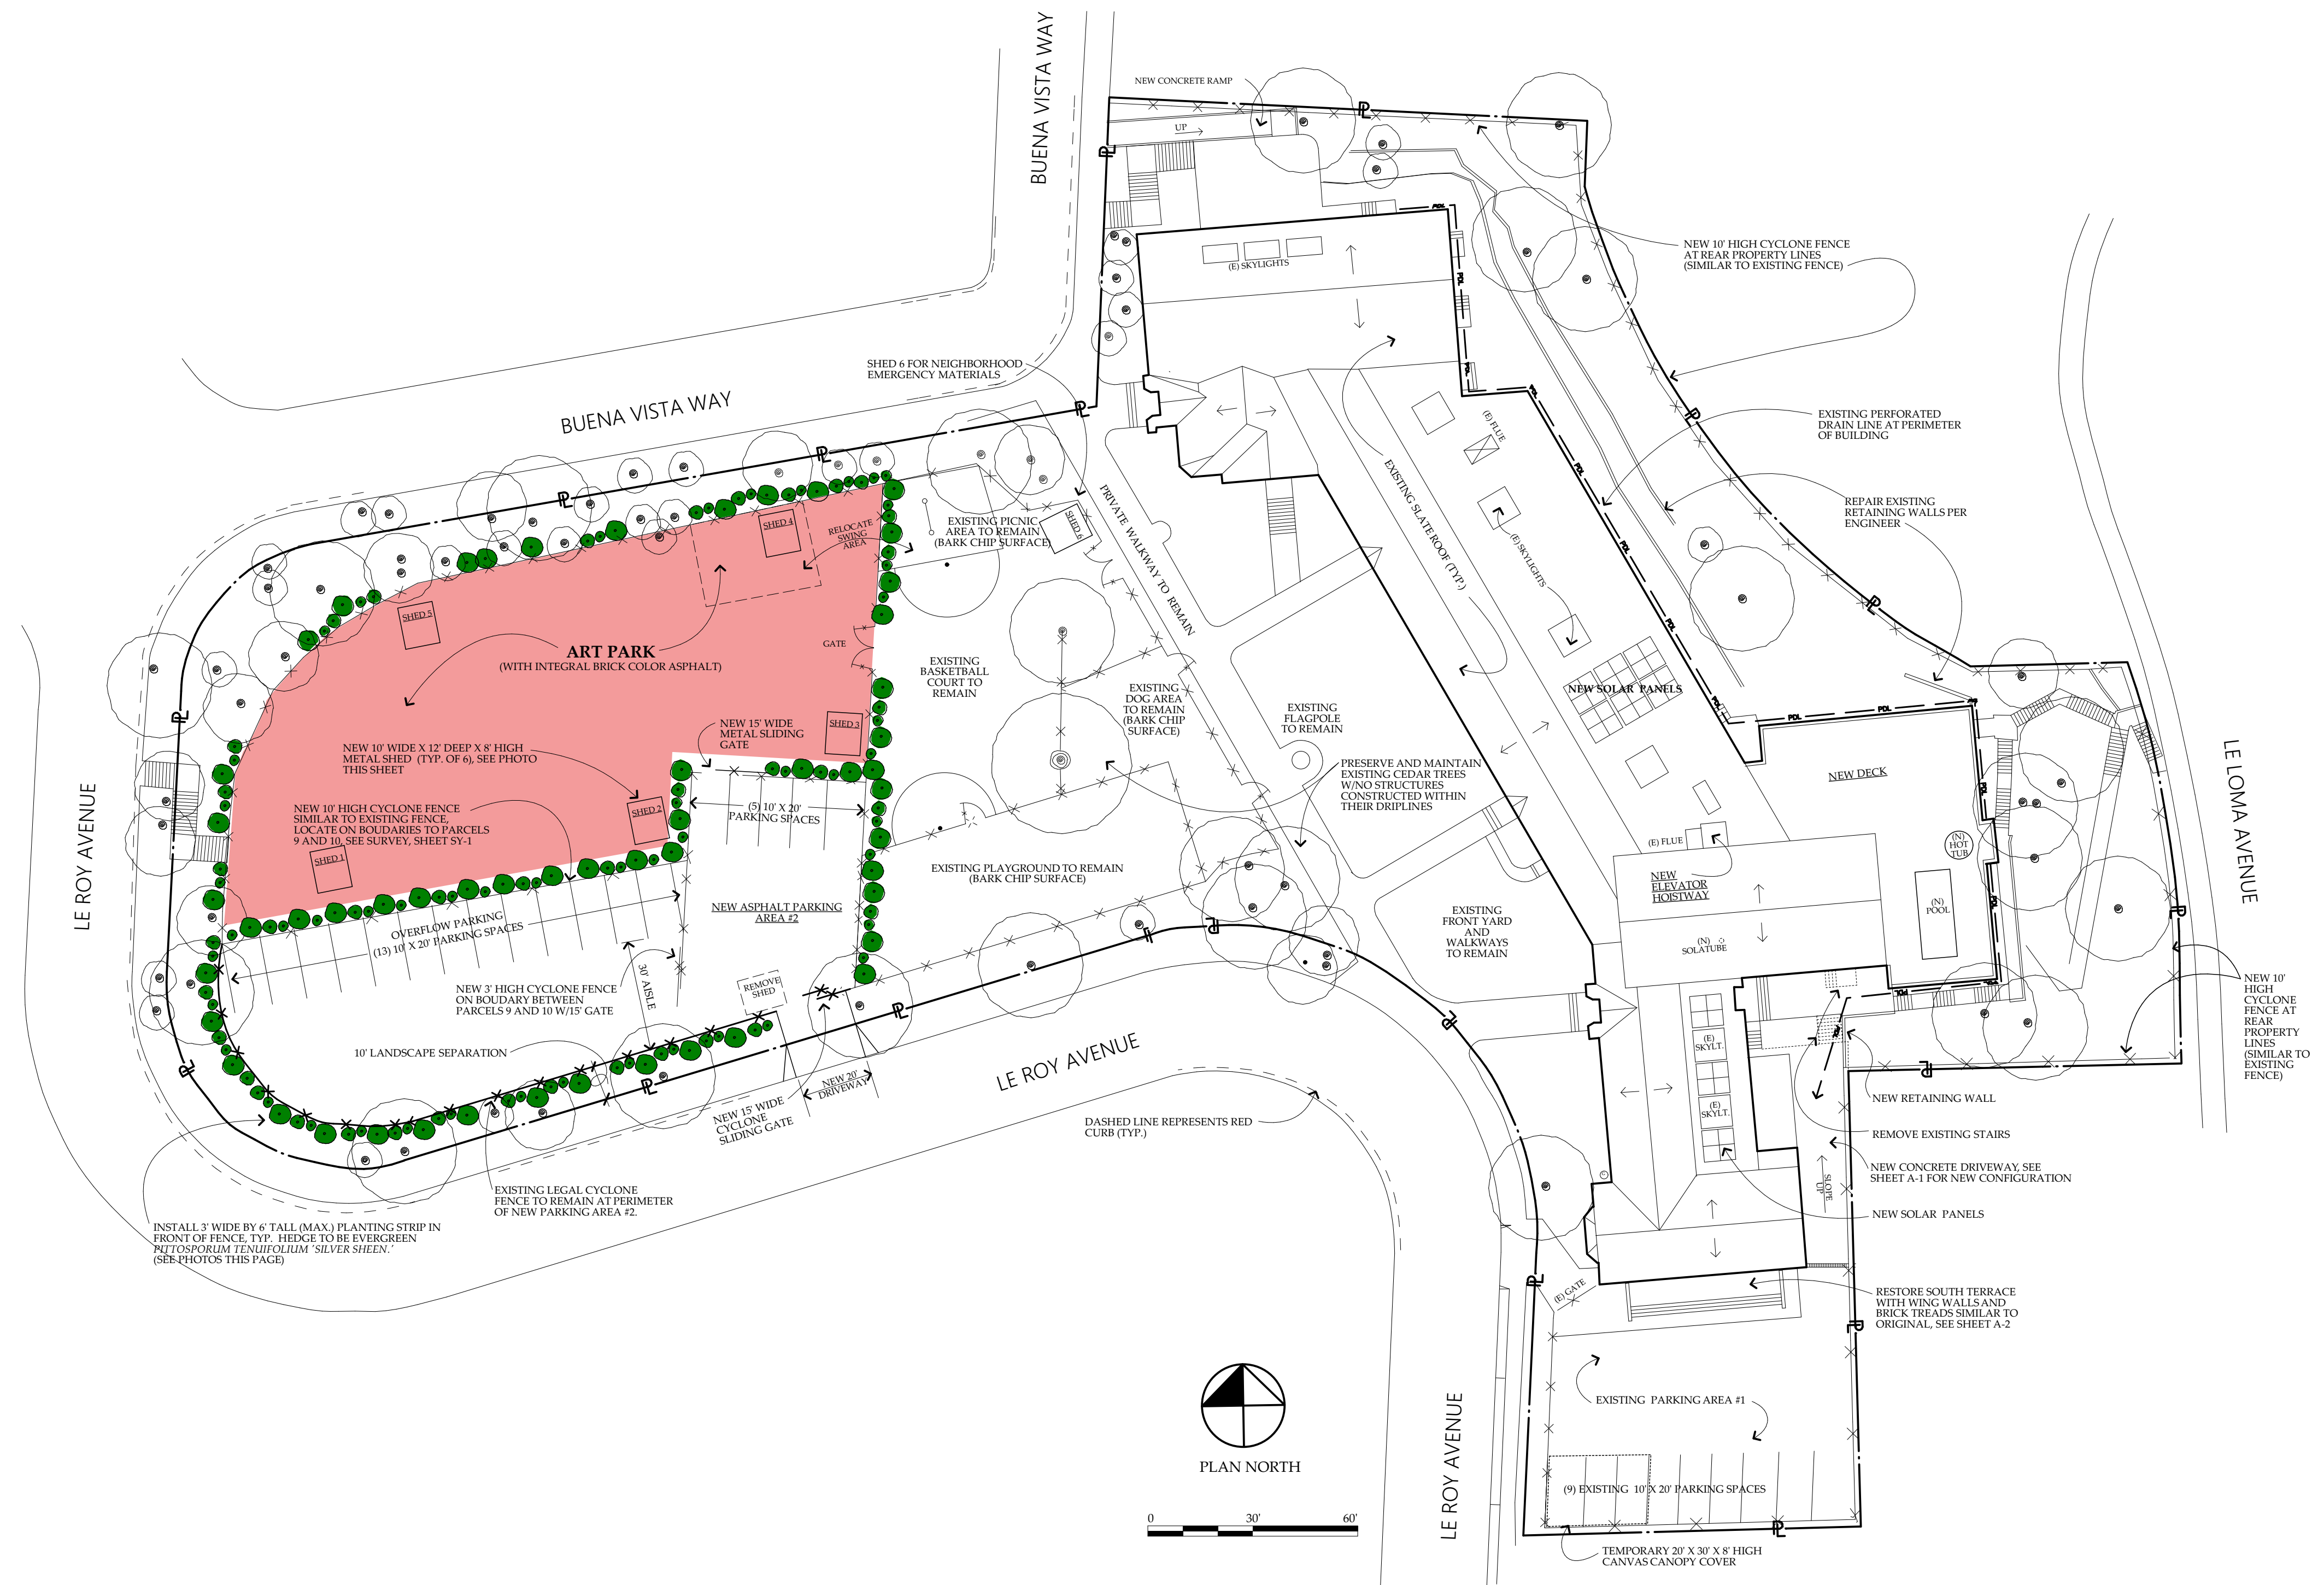 BUENA VISTA WAY
NEW CONCRETE RAMP
UP
(E) SKYLIGHTS
NEW 10' HIGH CYCLONE FENCE
AT REAR PROPERTY LINES
(SIMILAR TO EXISTING FENCE)
SHED 6 FOR NEIGHBORHOOD
EMERGENCY MATERIALS
BUENA VISTA WAY
EXISTING PERFORATED
DRAIN LINE AT PERIMETER
OF BUILDING
REPAIR EXISTING
RETAINING WALLS PER
ENGINEER
(E) FLUE
EXISTING SLATE ROOF (TYP.)
(E) SKYLIGHTS
PRIVATE WALKWAY TO REMAIN
SHED 4
RELOCATE
SWING
AREA
EXISTING PICNIC
AREA TO REMAIN
(BARK CHIP SURFACE)
SHED 6
SHED 5
ART PARK
(WITH INTEGRAL BRICK COLOR ASPHALT)
GATE
EXISTING
BASKETBALL
COURT TO
REMAIN
EXISTING
DOG AREA
TO REMAIN
(BARK CHIP
SURFACE)
EXISTING
FLAGPOLE
TO REMAIN
NEW SOLAR PANELS
NEW 15' WIDE
METAL SLIDING
GATE
SHED 3
NEW 10' WIDE X 12' DEEP X 8' HIGH
METAL SHED (TYP. OF 6), SEE PHOTO
THIS SHEET
PRESERVE AND MAINTAIN
EXISTING CEDAR TREES
W/NO STRUCTURES
CONSTRUCTED WITHIN
THEIR DRIPLINES
NEW DECK
LE LOMA AVENUE
LE ROY AVENUE
NEW 10' HIGH CYCLONE FENCE
SIMILAR TO EXISTING FENCE,
LOCATE ON BOUDARIES TO PARCELS
9 AND 10, SEE SURVEY, SHEET SY-1
SHED 2
SHED 1
(5) 10' X 20'
PARKING SPACES
EXISTING PLAYGROUND TO REMAIN
(BARK CHIP SURFACE)
(E) FLUE
NEW
ELEVATOR
HOISTWAY
(N)
HOT
TUB
(N)
POOL
(N)
SOLATUBE
OVERFLOW PARKING
(13) 10' X 20' PARKING SPACES
NEW ASPHALT PARKING
AREA #2
EXISTING
FRONT YARD
AND
WALKWAYS
TO REMAIN
30' AISLE
REMOVE
SHED
NEW 3' HIGH CYCLONE FENCE
ON BOUDARY BETWEEN
PARCELS 9 AND 10 W/15' GATE
10' LANDSCAPE SEPARATION
NEW 10'
HIGH
CYCLONE
FENCE AT
REAR
PROPERTY
LINES
(SIMILAR TO
EXISTING
FENCE)
LE ROY AVENUE
NEW 20'
DRIVEWAY
NEW 15' WIDE
CYCLONE
SLIDING GATE
(E)
SKYLT.
(E)
SKYLT.
NEW RETAINING WALL
REMOVE EXISTING STAIRS
NEW CONCRETE DRIVEWAY, SEE
SHEET A-1 FOR NEW CONFIGURATION
SLOPE
UP
NEW SOLAR PANELS
DASHED LINE REPRESENTS RED
CURB (TYP.)
EXISTING LEGAL CYCLONE
FENCE TO REMAIN AT PERIMETER
OF NEW PARKING AREA #2.
INSTALL 3' WIDE BY 6' TALL (MAX.) PLANTING STRIP IN
FRONT OF FENCE, TYP. HEDGE TO BE EVERGREEN
PITTOSPORUM TENUIFOLIUM 'SILVER SHEEN.'
(SEE PHOTOS THIS PAGE)
(E) GATE
RESTORE SOUTH TERRACE
WITH WING WALLS AND
BRICK TREADS SIMILAR TO
ORIGINAL, SEE SHEET A-2
EXISTING PARKING AREA #1
PLAN NORTH
LE ROY AVENUE
(9) EXISTING 10' X 20' PARKING SPACES
0 30' 60'
TEMPORARY 20' X 30' X 8' HIGH
CANVAS CANOPY COVER
PDL
PDL
PDL
PDL
PDL
PDL
PDL
PDL
PDL
PDL
PDL
PDL
PDL